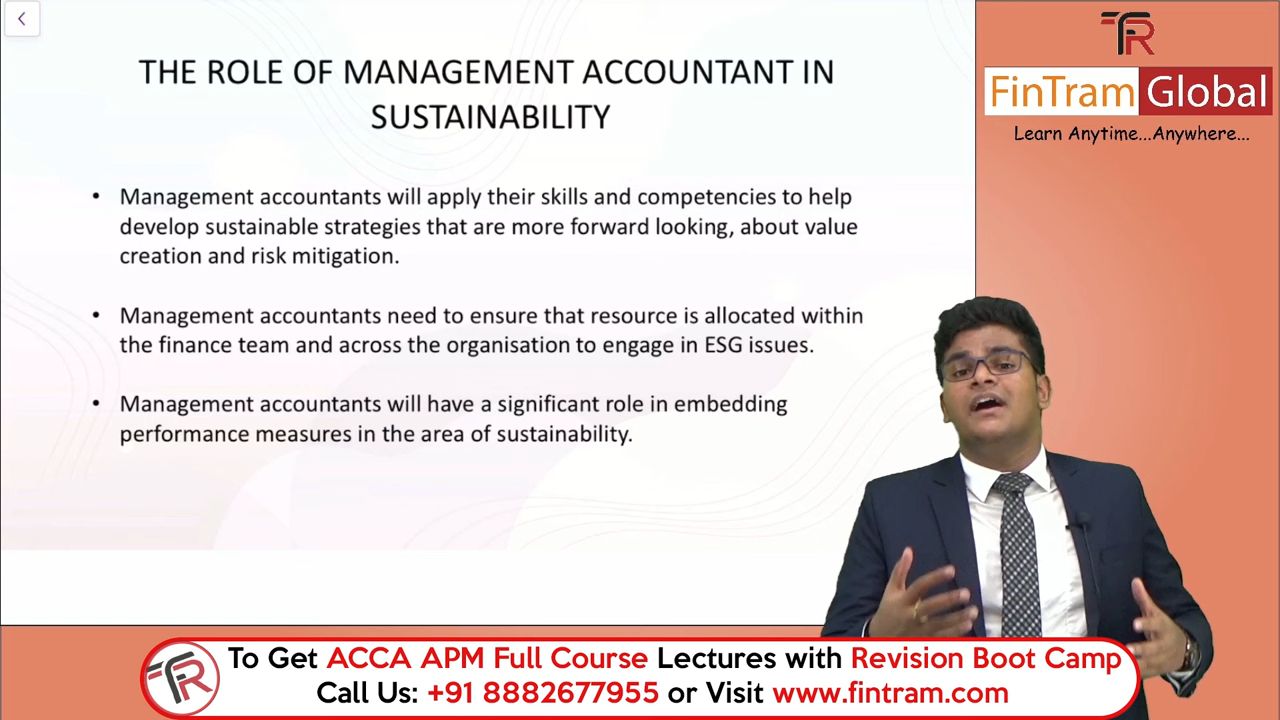 THE ROLE OF MANAGEMENT ACCOUNTANT IN
SUSTAINABILITY
• Management accountants will apply their skills and competencies to help
develop sustainable strategies that are more forward looking, about value
creation and risk mitigation.
• Management accountants need to ensure that resource is allocated within
the finance team and across the organisation to engage in ESG issues.
• Management accountants will have a significant role in embedding
performance measures in the area of sustainability.
FR
FinTram Global
Learn Anytime...Anywhere...
FR
To Get ACCA APM Full Course Lectures with Revision Boot Camp
Call Us: +91 8882677955 or Visit www.fintram.com